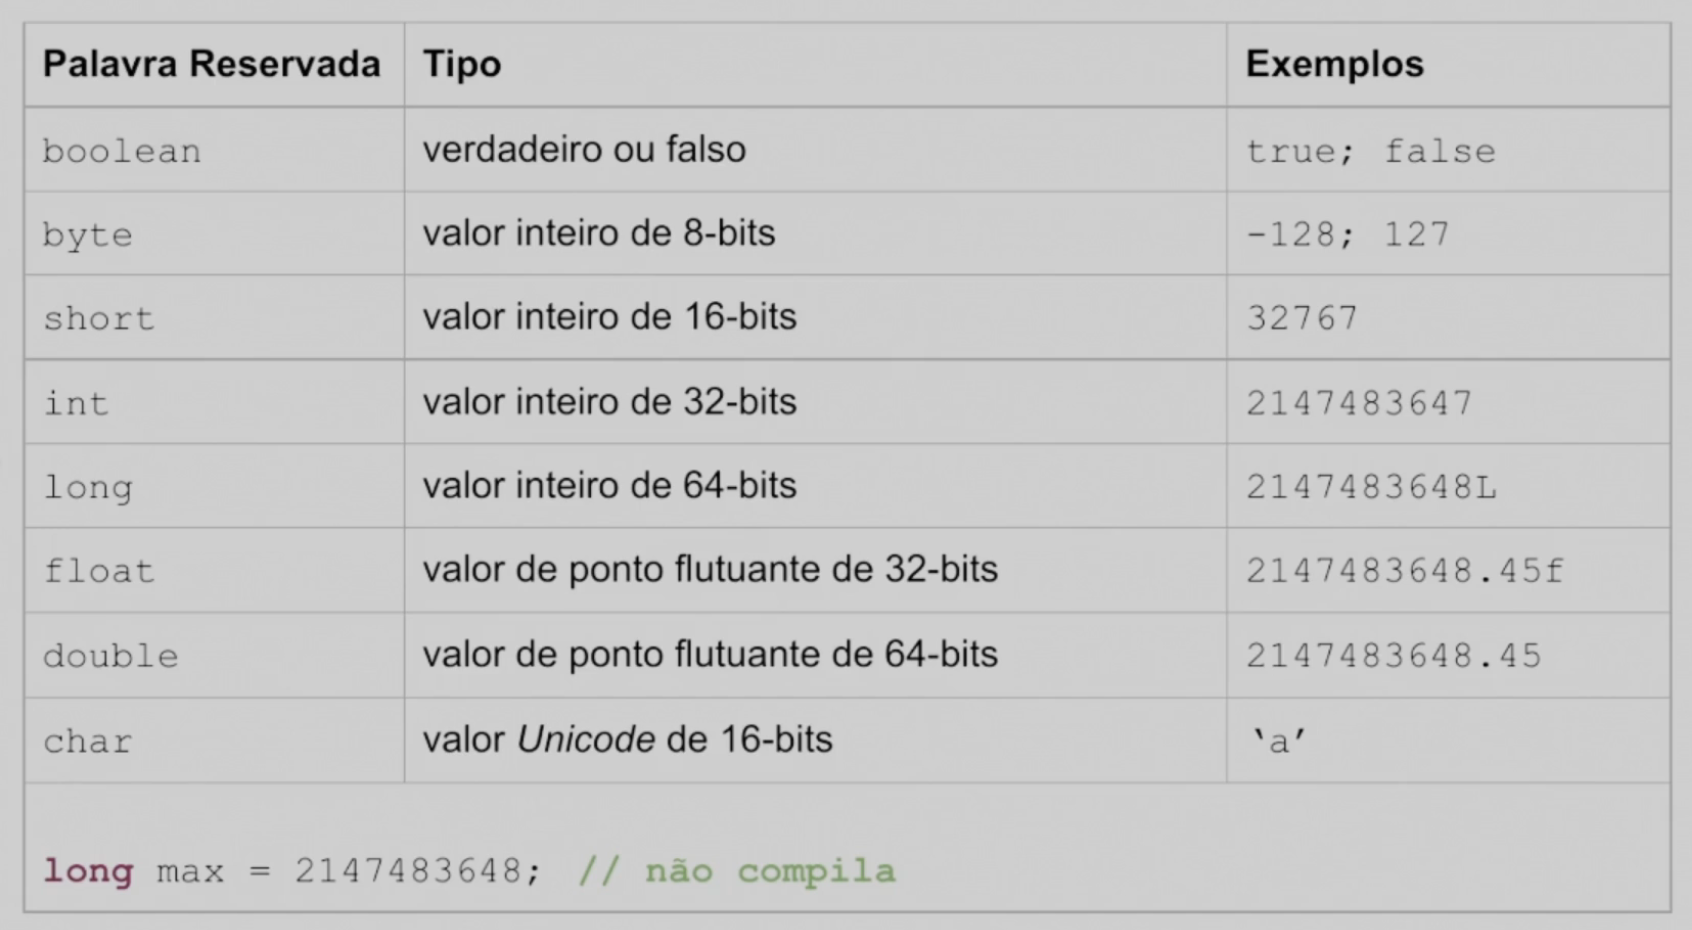 Palavra Reservada Tipo Exemplos
boolean verdadeiro ou falso true; false
byte valor inteiro de 8-bits -128; 127
short valor inteiro de 16-bits 32767
int valor inteiro de 32-bits 2147483647
long valor inteiro de 64-bits 2147483648L
float valor de ponto flutuante de 32-bits 2147483648.45f
double valor de ponto flutuante de 64-bits 2147483648.45
char valor Unicode de 16-bits ‘a’
long max = 2147483648; // não compila